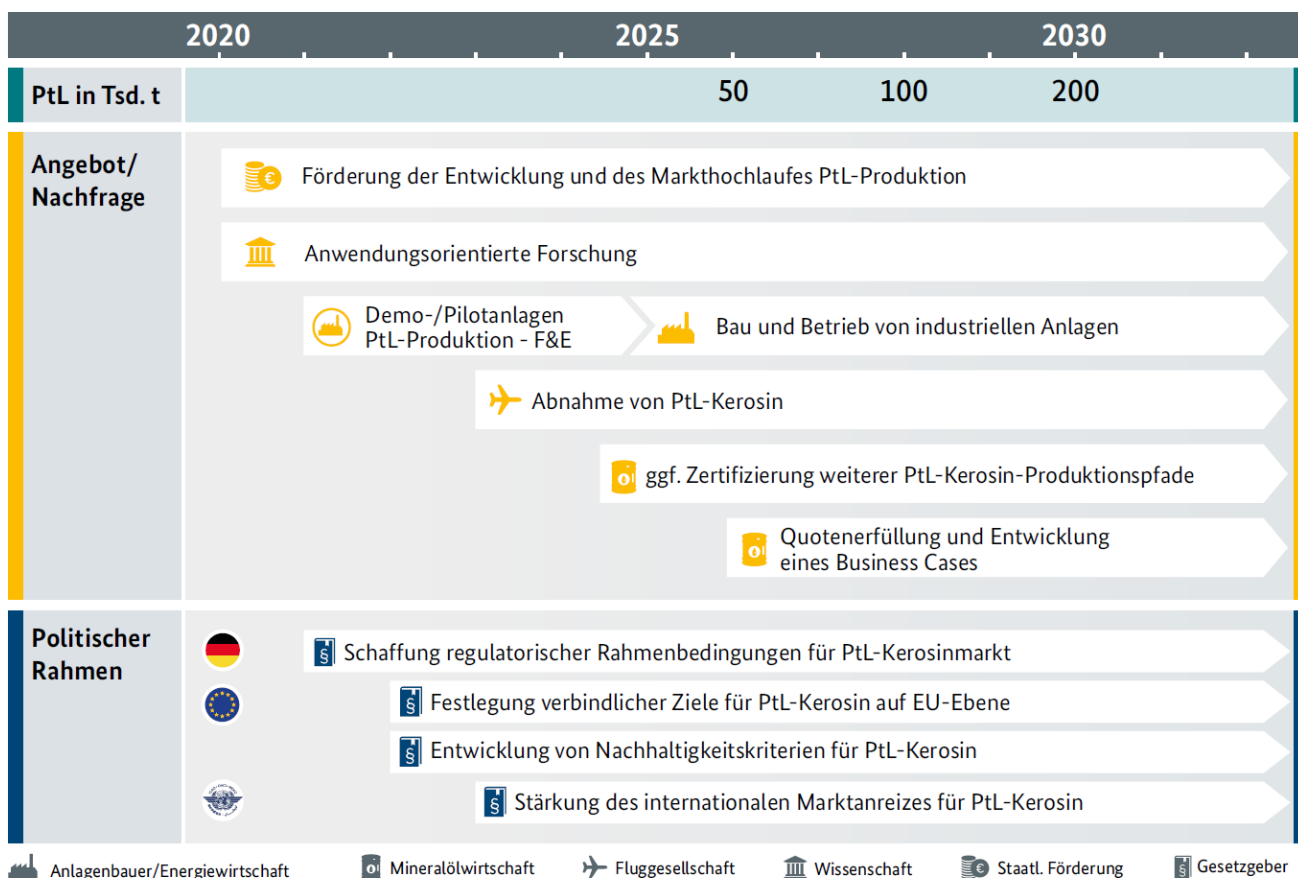 2020 2025 2030
PtL in Tsd. t 50 100 200
Angebot/
Nachfrage
Förderung der Entwicklung und des Markthochlaufes PtL-Produktion
Anwendungsorientierte Forschung
Demo-/Pilotanlagen
PtL-Produktion - F&E
Bau und Betrieb von industriellen Anlagen
Abnahme von PtL-Kerosin
ggf. Zertifizierung weiterer PtL-Kerosin-Produktionspfade
Quotenerfüllung und Entwicklung
eines Business Cases
Politischer
Rahmen
§ Schaffung regulatorischer Rahmenbedingungen für PtL-Kerosinmarkt
§ Festlegung verbindlicher Ziele für PtL-Kerosin auf EU-Ebene
§ Entwicklung von Nachhaltigkeitskriterien für PtL-Kerosin
§ Stärkung des internationalen Marktanreizes für PtL-Kerosin
Anlagenbauer/Energiewirtschaft Mineralölwirtschaft Fluggesellschaft Wissenschaft € Staatl. Förderung § Gesetzgeber